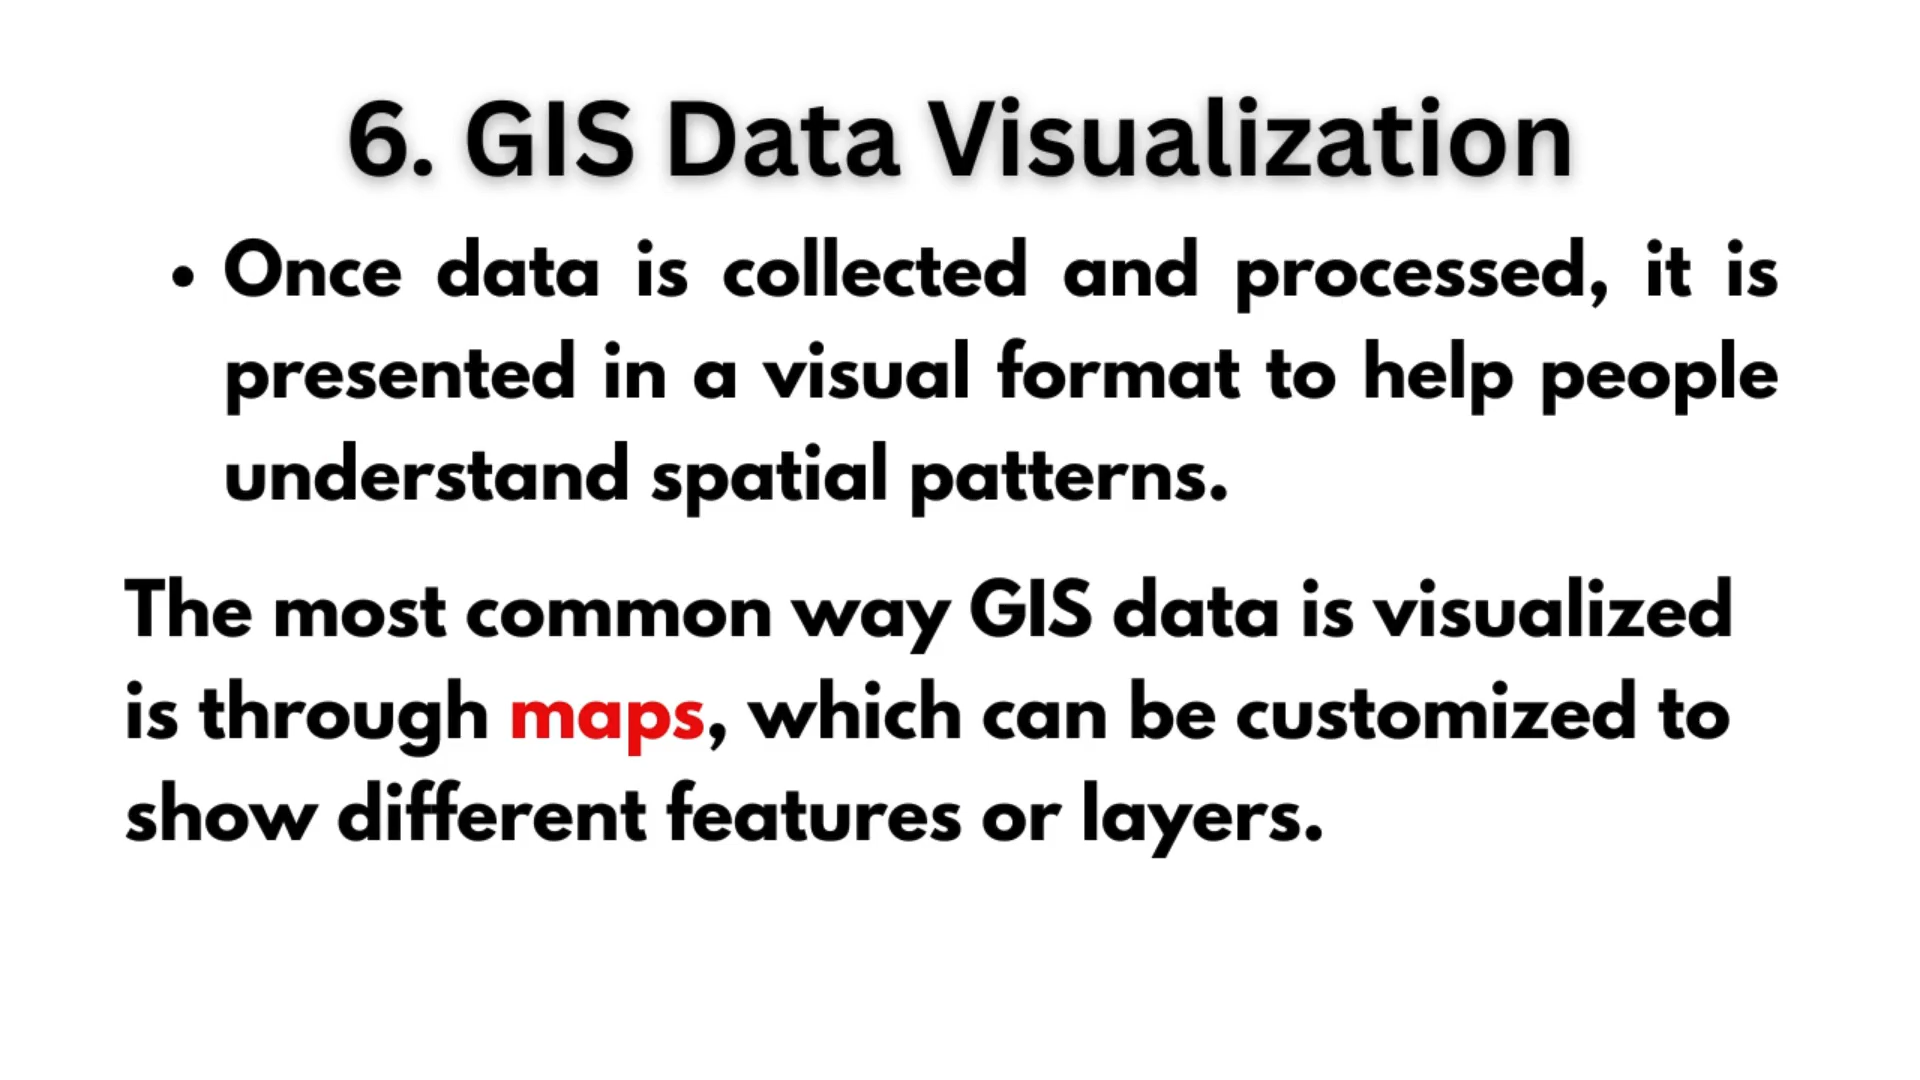 6. GIS Data Visualization
• Once data is collected and processed, it is
presented in a visual format to help people
understand spatial patterns.
The most common way GIS data is visualized
is through maps, which can be customized to
show different features or layers.